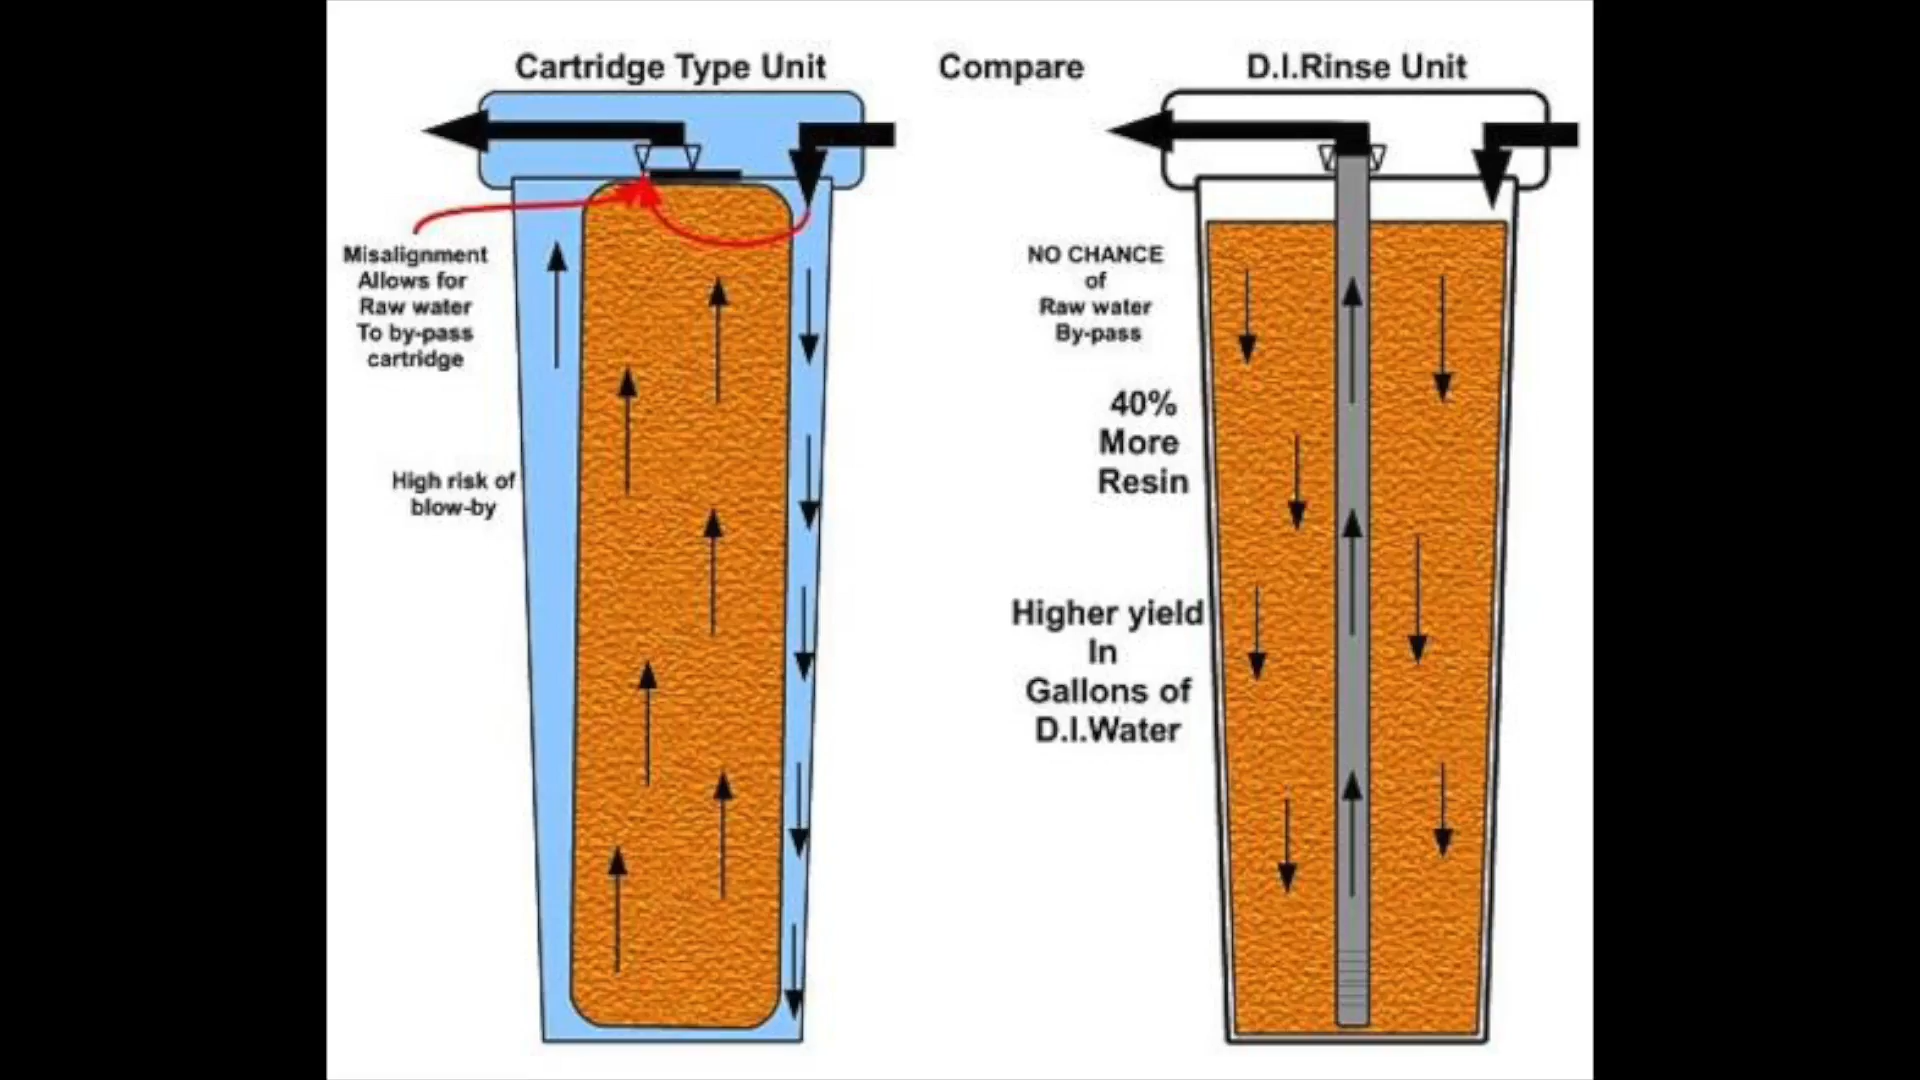 Cartridge Type Unit
Compare
D.I.Rinse Unit
Misalignment
Allows for
Raw water
To by-pass
cartridge
High risk of
blow-by
NO CHANCE
of
Raw water
By-pass
40%
More
Resin
Higher yield
In
Gallons of
D.I.Water